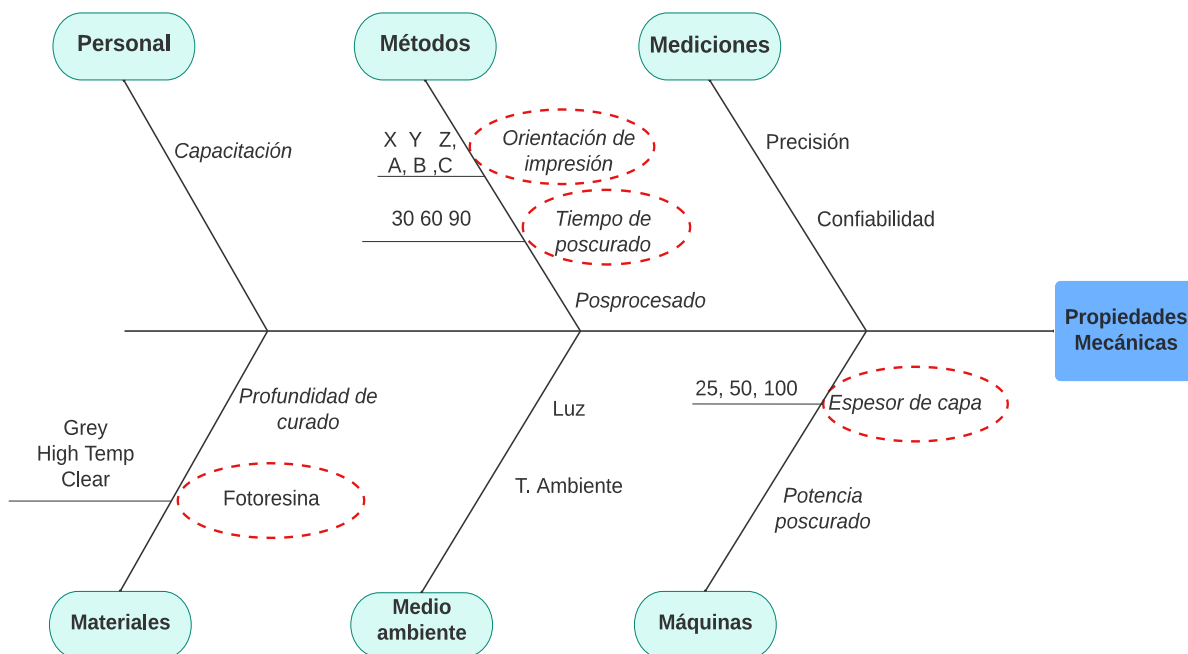 Personal
Métodos
Mediciones
Capacitación
X Y Z,
A, B ,C
Orientación de
impresión
30 60 90
Tiempo de
poscurado
Posprocesado
Precisión
Confiabilidad
Propiedades
Mecánicas
Profundidad de
curado
Grey
High Temp
Clear
Fotoresina
Luz
T. Ambiente
25, 50, 100
Espesor de capa
Potencia
poscurado
Materiales
Medio
ambiente
Máquinas